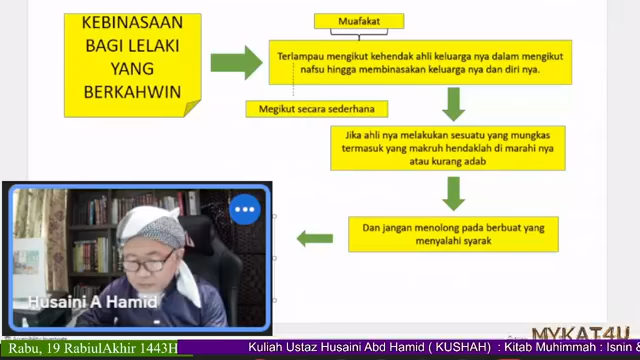 KEBINASAAN
BAGI LELAKI
YANG
BERKAHWIN
Muafakat
Terlampau mengikut kehendak ahli keluarga nya dalam mengikut
nafsu hingga membinasakan keluarga nya dan diri nya.
Megikut secara sederhana
Jika ahli nya melakukan sesuatu yang mungkas
termasuk yang makruh hendaklah di marahi nya
atau kurang adab
Dan jangan menolong pada berbuat yang
menyalahi syarak
Husaini A Hamid
MYKAT4U
Rabu, 19 RabiulAkhir 1443H
Kuliah Ustaz Husaini Abd Hamid ( KUSHAH) : Kitab Muhimmah : Isnin &